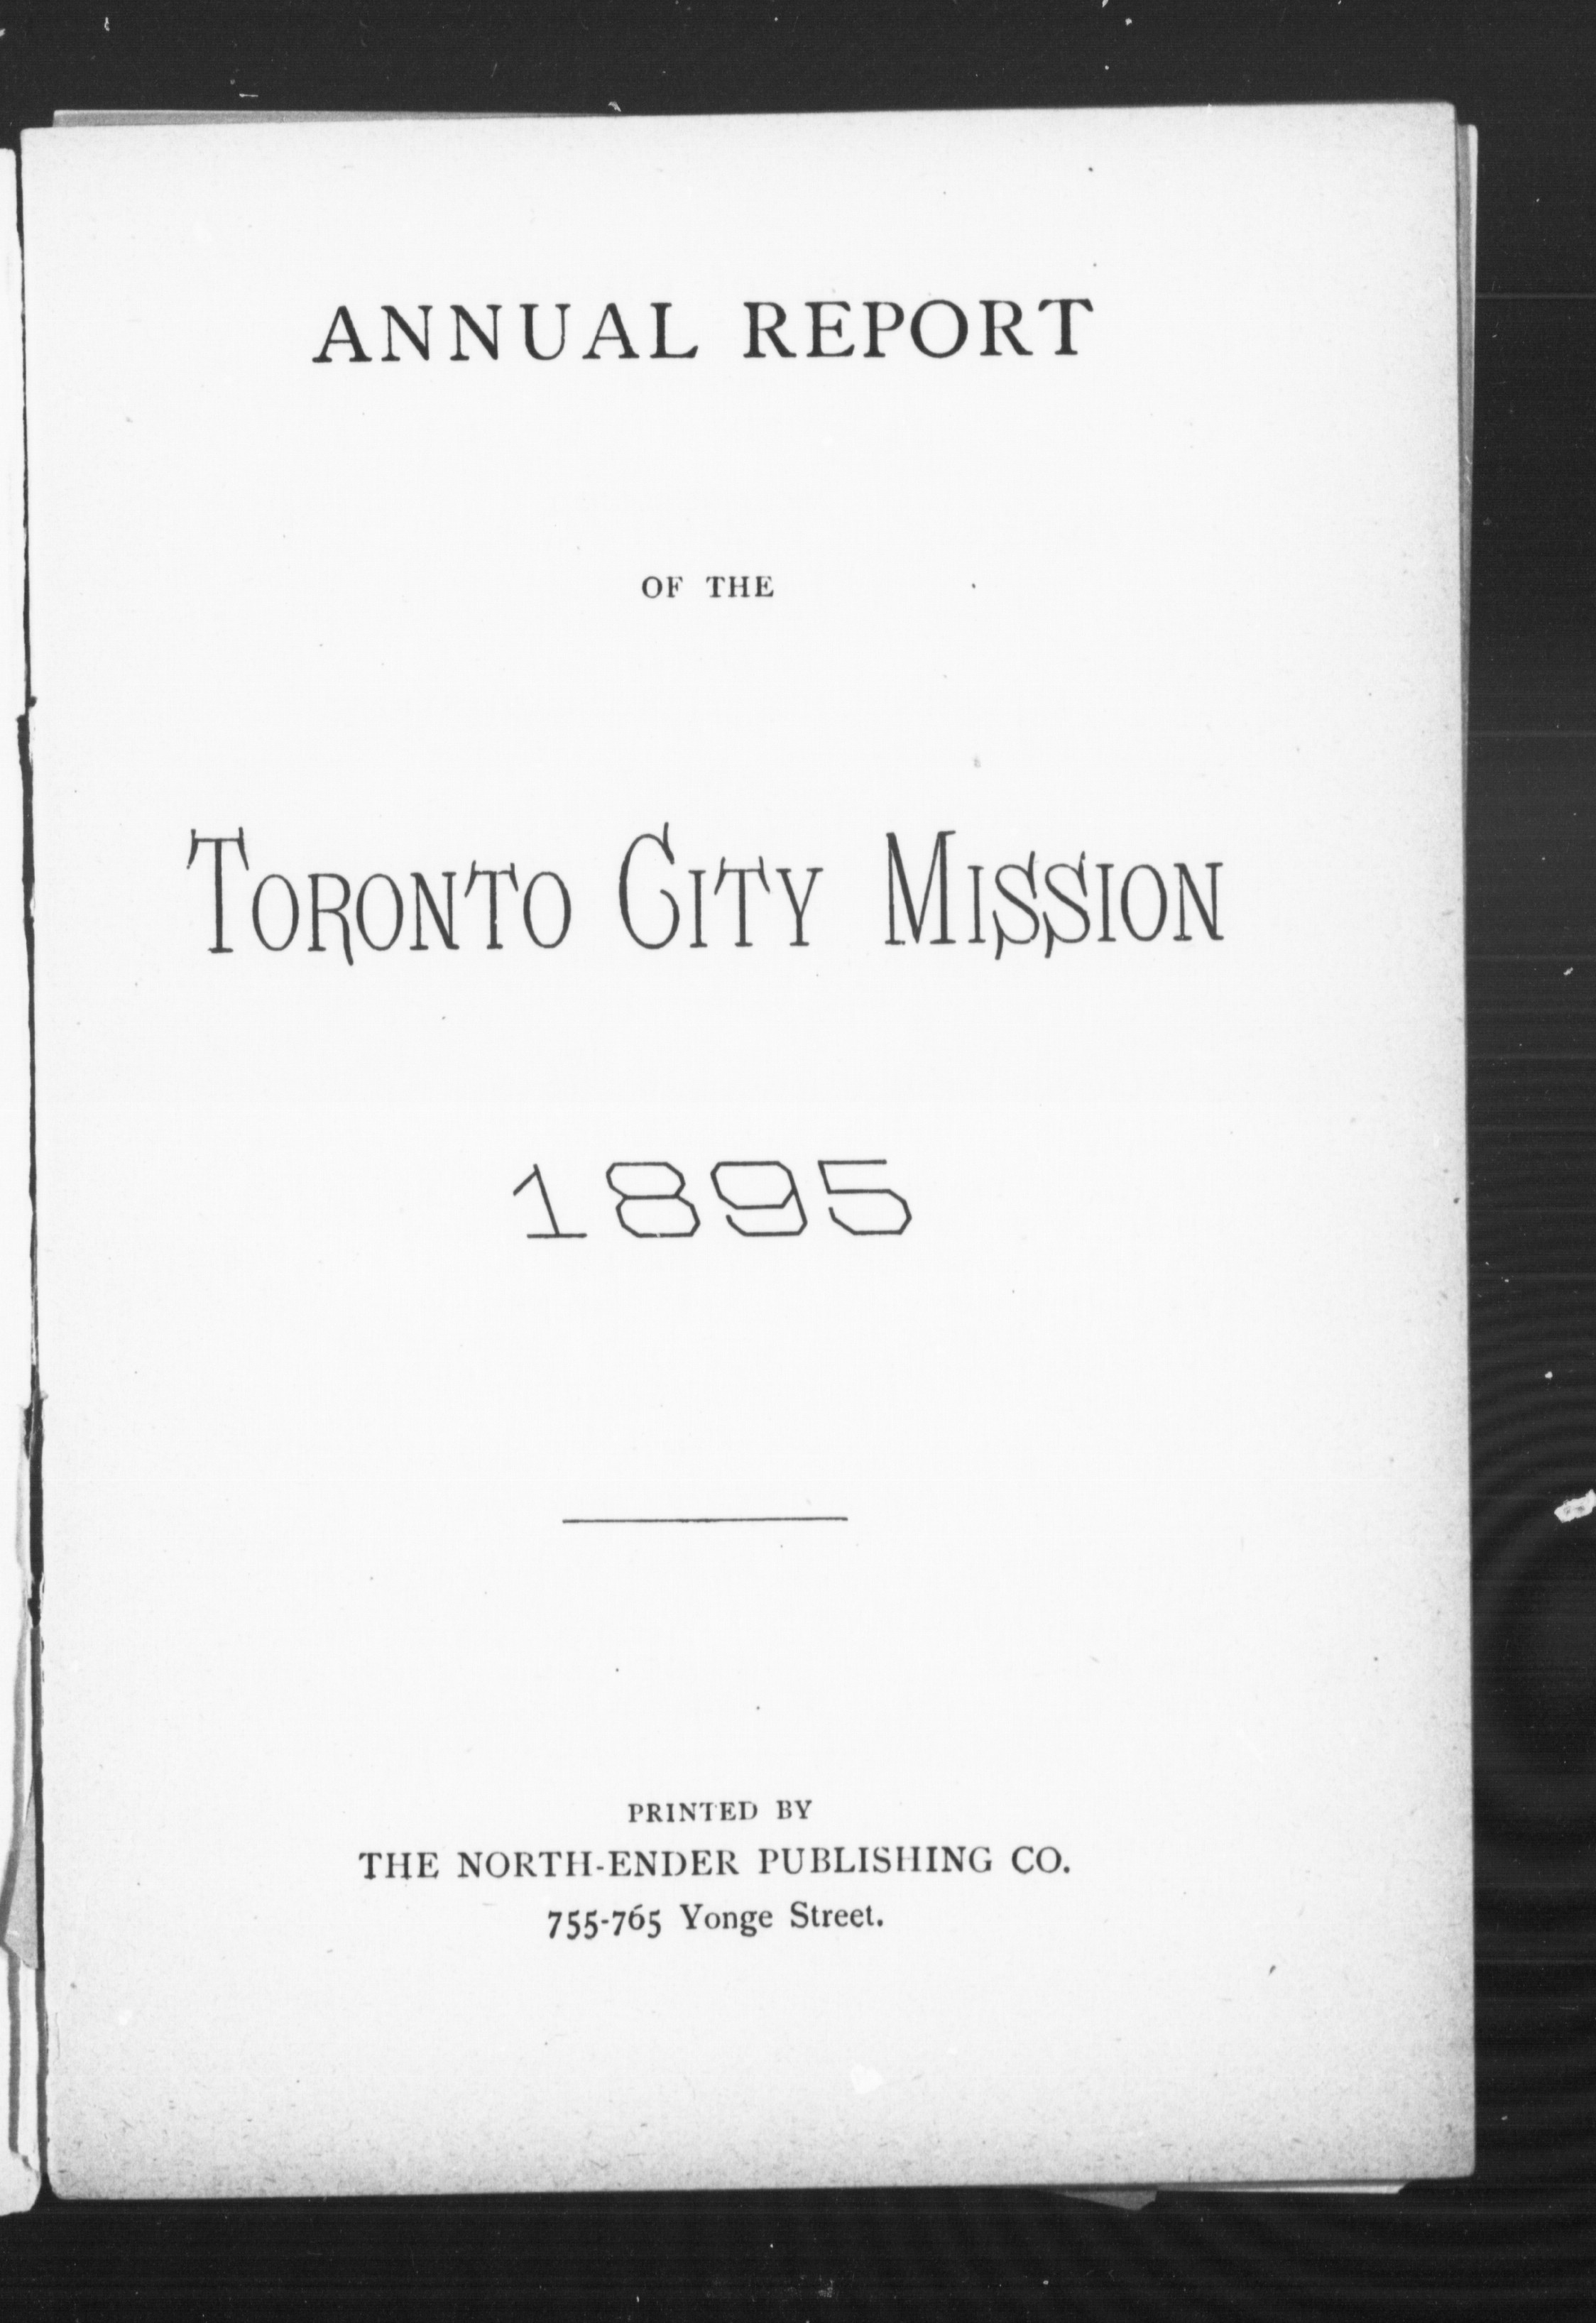 ANNUAL REPORT
OF THE
TORONTO CITY MISSION
1895
PRINTED BY
THE NORTH-ENDER PUBLISHING CO.
755-765 Yonge Street.